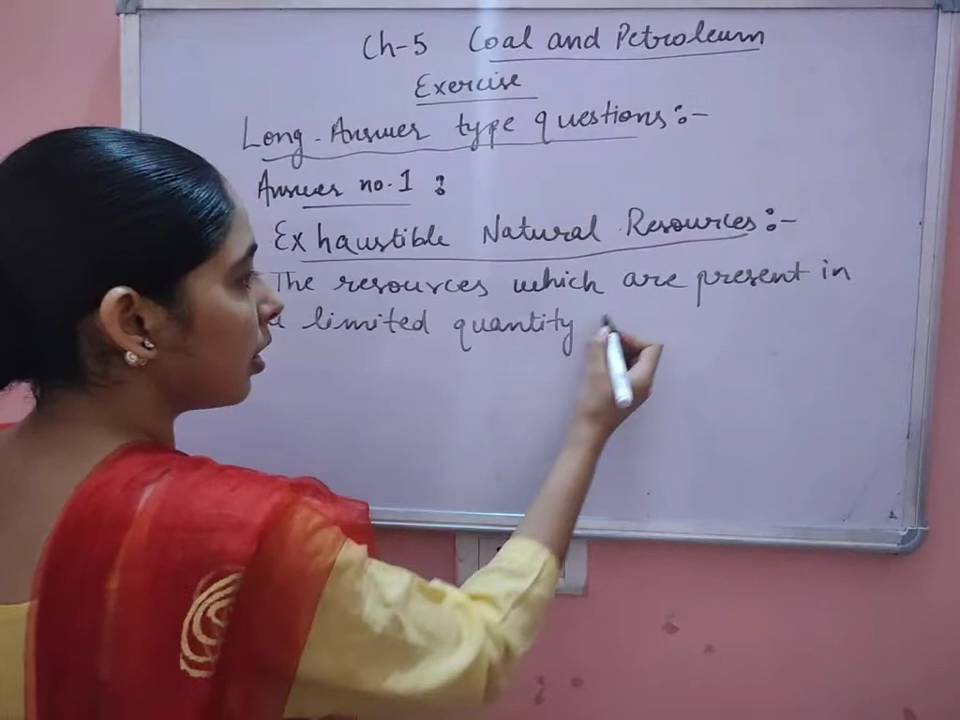 Ch-5 Coal and Petroleum
Exercise
Long-Answer type questions:-
Answer no. 1 :
Exhaustible Natural Resources:-
The resources which are present in
a limited quantity